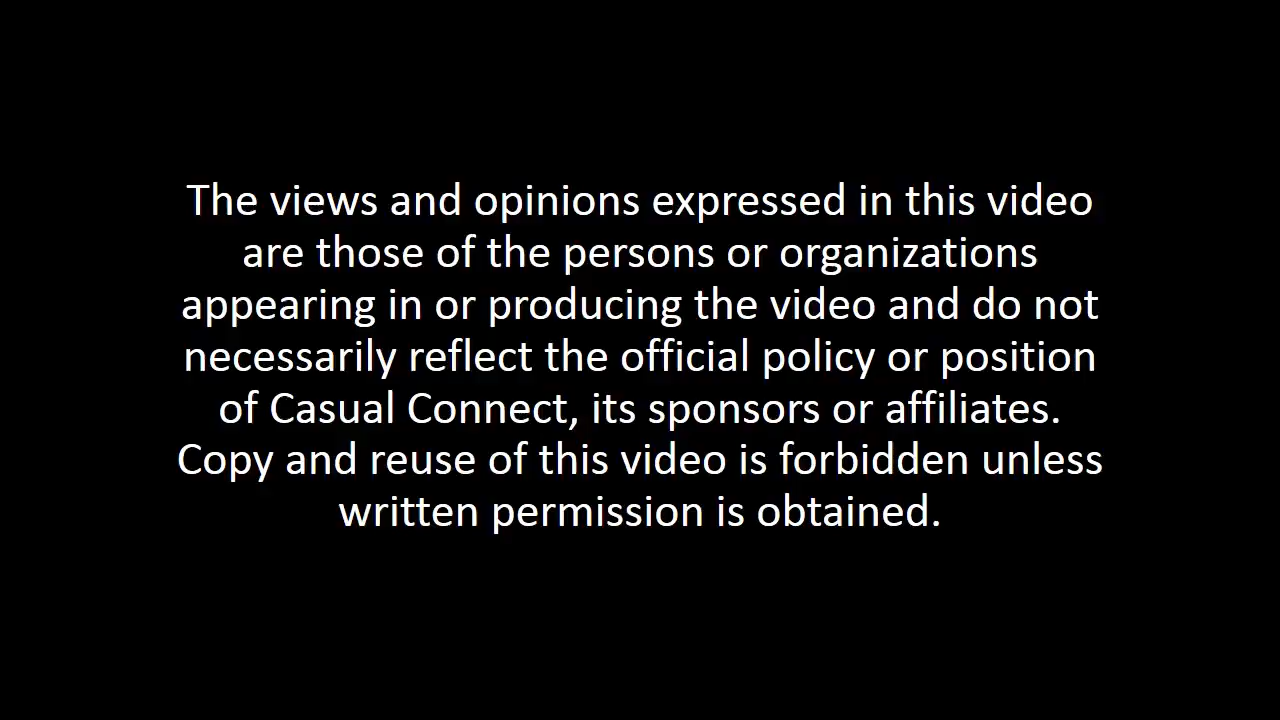 The views and opinions expressed in this video
are those of the persons or organizations
appearing in or producing the video and do not
necessarily reflect the official policy or position
of Casual Connect, its sponsors or affiliates.
Copy and reuse of this video is forbidden unless
written permission is obtained.